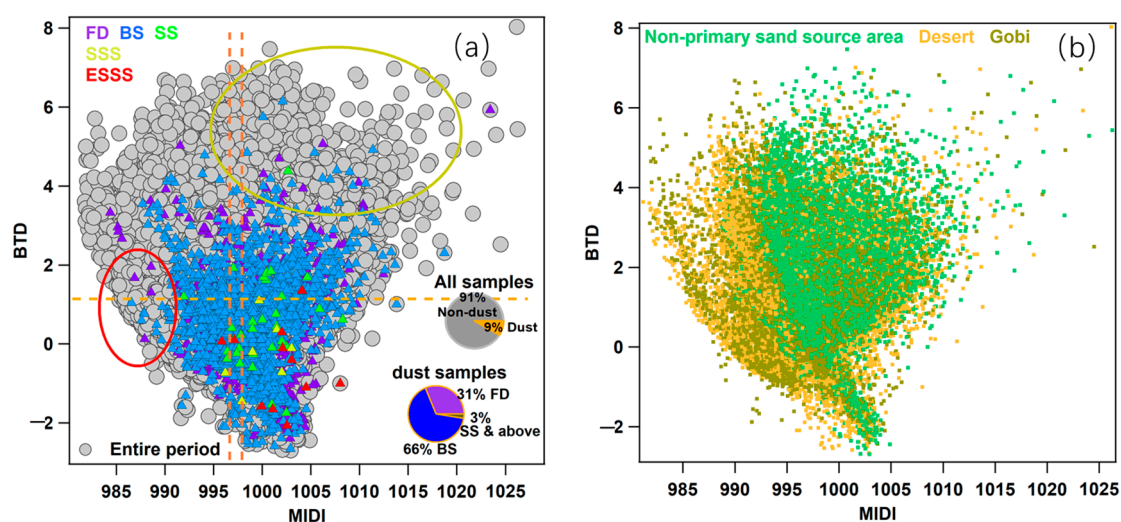 FD BS SS
SSS
ESSS
(a)
8
6
4
2
0
−2
BTD
All samples
91%
Non-dust
9% Dust
dust samples
31% FD
3%
SS & above
66% BS
Entire period
985 990 995 1000 1005 1010 1015 1020 1025
MIDI
Non-primary sand source area Desert Gobi
(b)
8
6
4
2
0
−2
BTD
985 990 995 1000 1005 1010 1015 1020 1025
MIDI